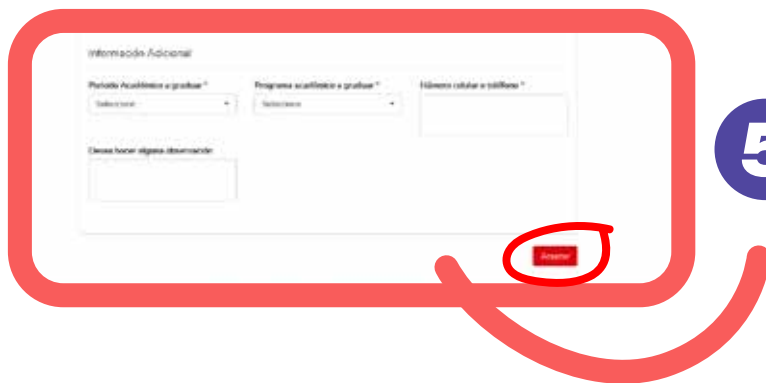 Información Adicional
Periodo Académico a graduar * Programa académico a graduar * Número celular o teléfono *
Seleccione Seleccione
Desea hacer alguna observación
Aceptar
5